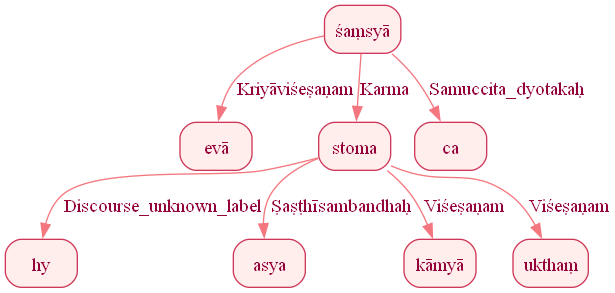 śaṃsyā
Kriyāviśeṣaṇam Karma Samuccita_dyotakaḥ
evā stoma ca
Discourse_unknown_label Ṣaṣṭhīsambandhaḥ Viśeṣaṇam Viśeṣaṇam
hy asya kāmyā ukthaṃ